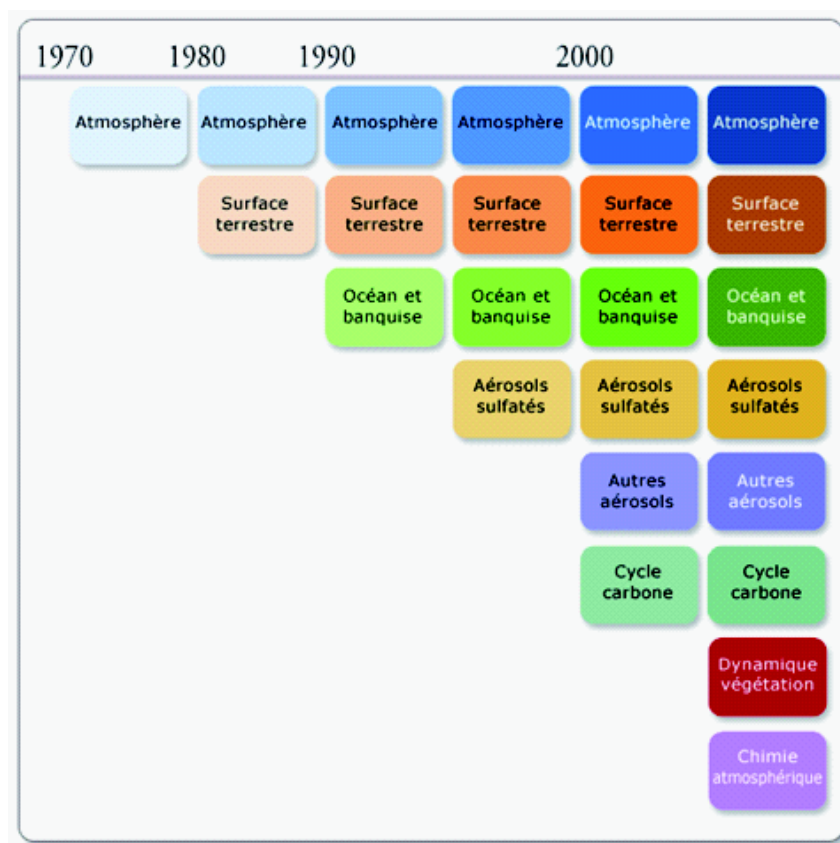 1970 1980 1990 2000
Atmosphère Atmosphère Atmosphère Atmosphère Atmosphère Atmosphère
Surface Surface Surface Surface Surface
terrestre terrestre terrestre terrestre terrestre
Océan et Océan et Océan et Océan et
banquise banquise banquise banquise
Aérosols Aérosols Aérosols
sulfatés sulfatés sulfatés
Autres Autres
aérosols aérosols
Cycle Cycle
carbone carbone
Dynamique
végétation
Chimie
atmosphérique